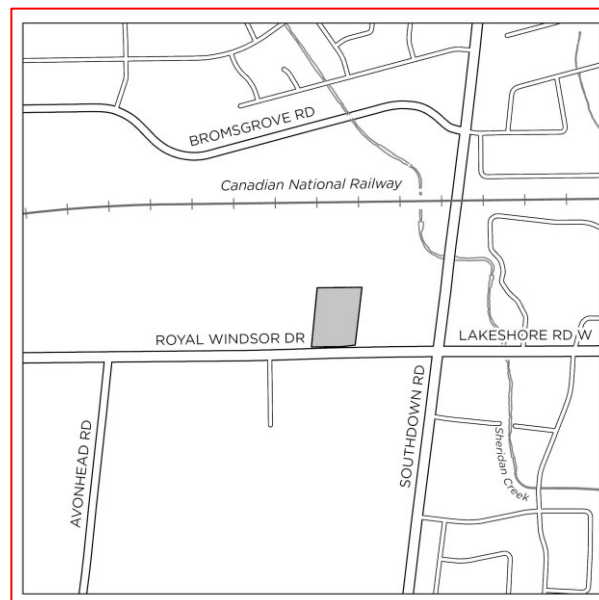 BROMSGROVE RD
Canadian National Railway
ROYAL WINDSOR DR
LAKESHORE RD W
AVONHEAD RD
SOUTHDOWN RD
Sheridan Creek